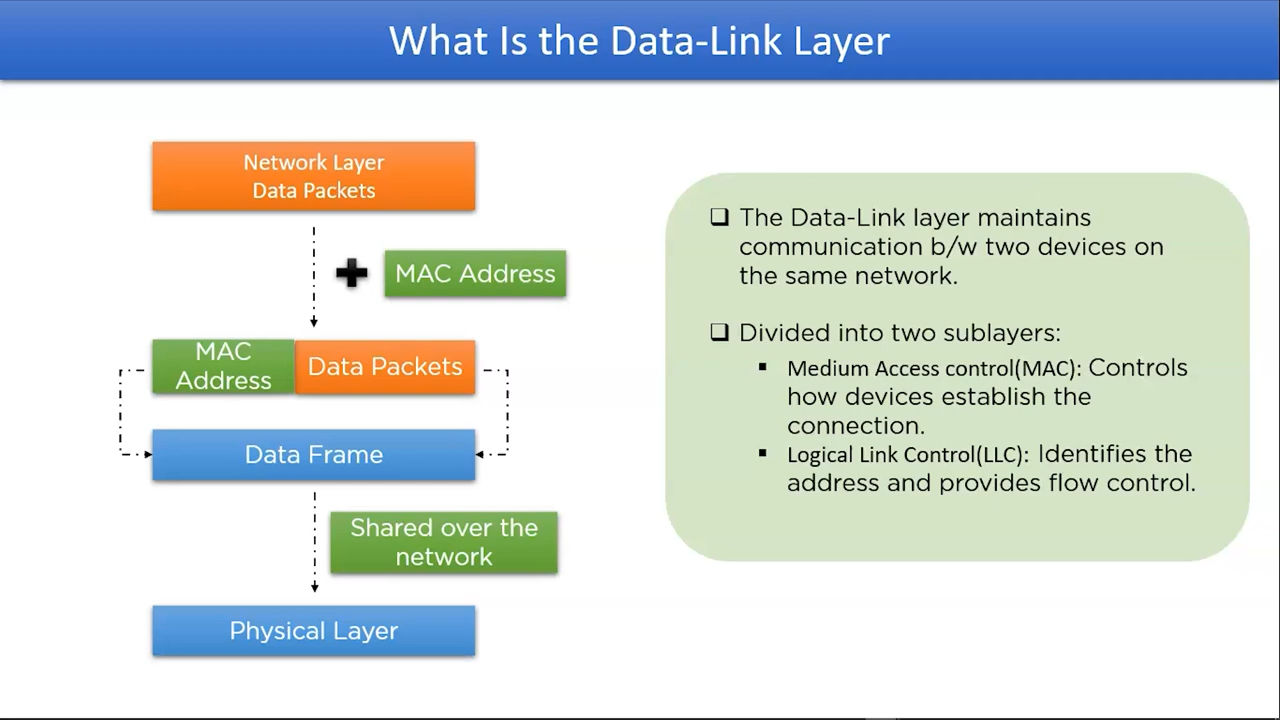 What Is the Data-Link Layer
Network Layer
Data Packets
MAC Address
MAC
Address
Data Packets
Data Frame
Shared over the
network
Physical Layer
The Data-Link layer maintains
communication b/w two devices on
the same network.
Divided into two sublayers:
Medium Access control(MAC): Controls
how devices establish the
connection.
Logical Link Control(LLC): Identifies the
address and provides flow control.